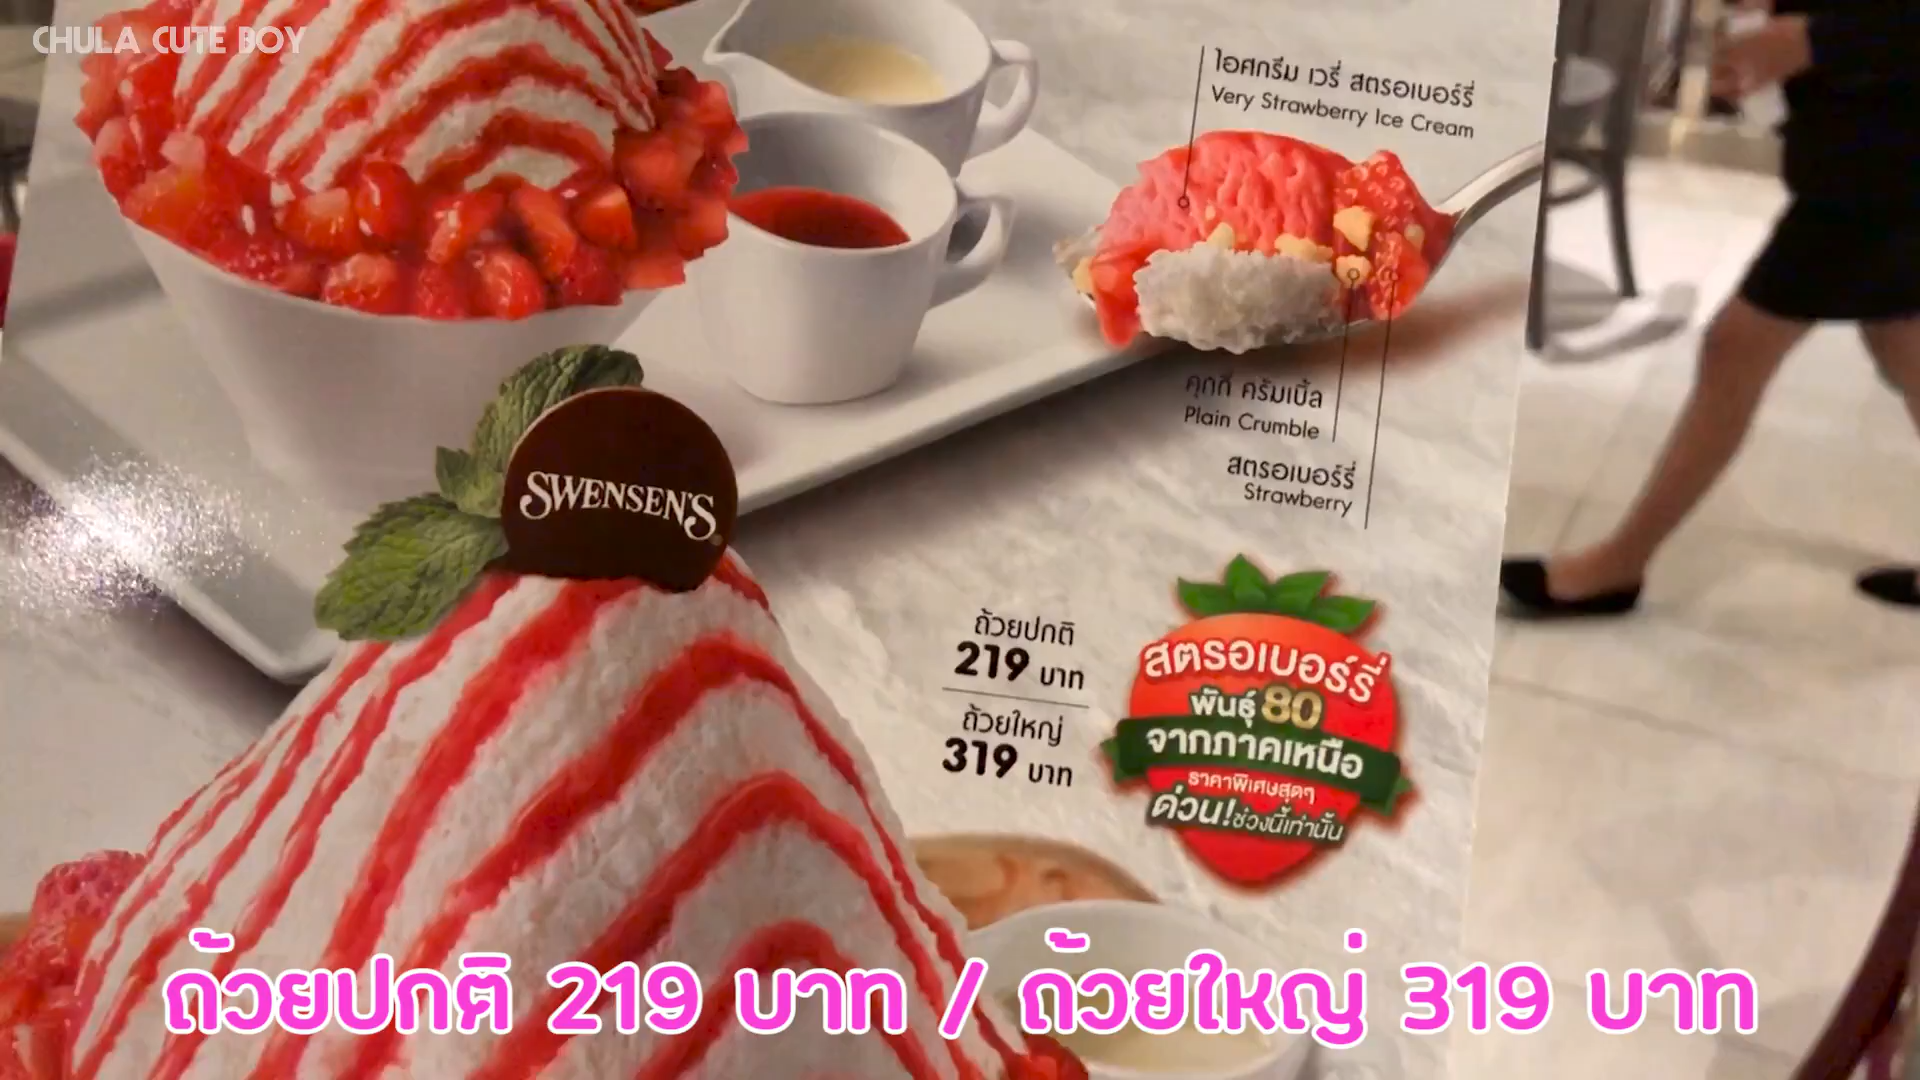 CHULA CUTE BOY
ไอศกรีม เวรี่ สตรอเบอร์รี่
Very Strawberry Ice Cream
คุกกี้ ครัมเบิ้ล
Plain Crumble
สตรอเบอร์รี่
Strawberry
SWENSEN'S
ถ้วยปกติ
219 บาท
ถ้วยใหญ่
319 บาท
สตรอเบอร์รี่
พันธุ์ 80
จากภาคเหนือ
ราคาพิเศษสุดๆ
ด่วน! ช่วงนี้เท่านั้น
ถ้วยปกติ 219 บาท / ถ้วยใหญ่ 319 บาท